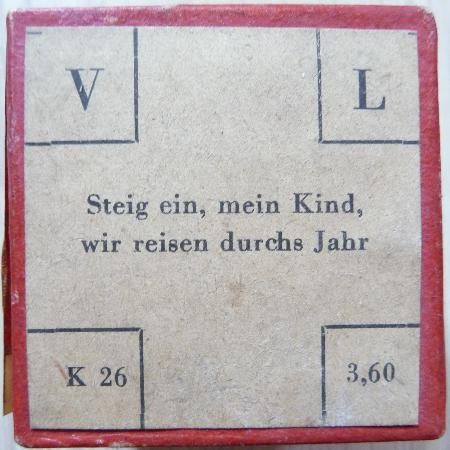 V L
Steig ein, mein Kind,
wir reisen durchs Jahr
K 26 3,60